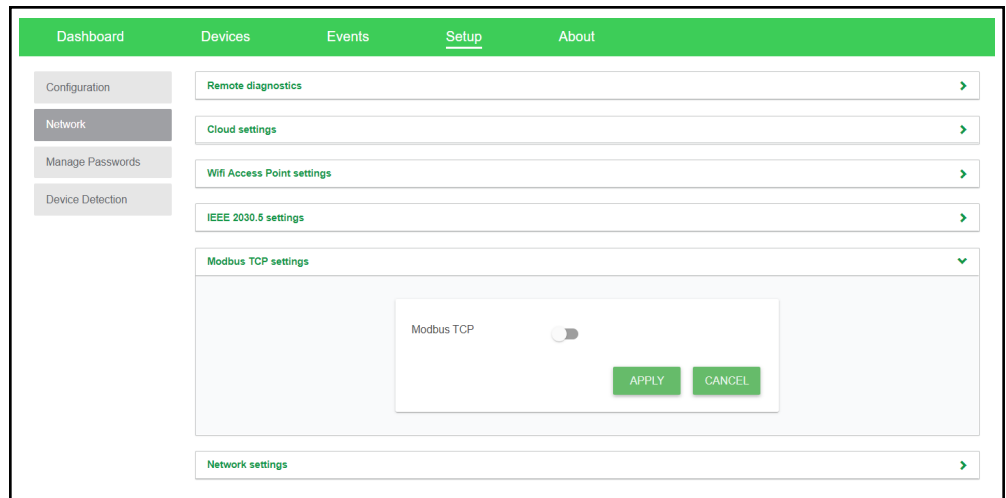 Dashboard Devices Events Setup About
Configuration
Network
Manage Passwords
Device Detection
Remote diagnostics
Cloud settings
Wifi Access Point settings
IEEE 2030.5 settings
Modbus TCP settings
Modbus TCP
APPLY CANCEL
Network settings